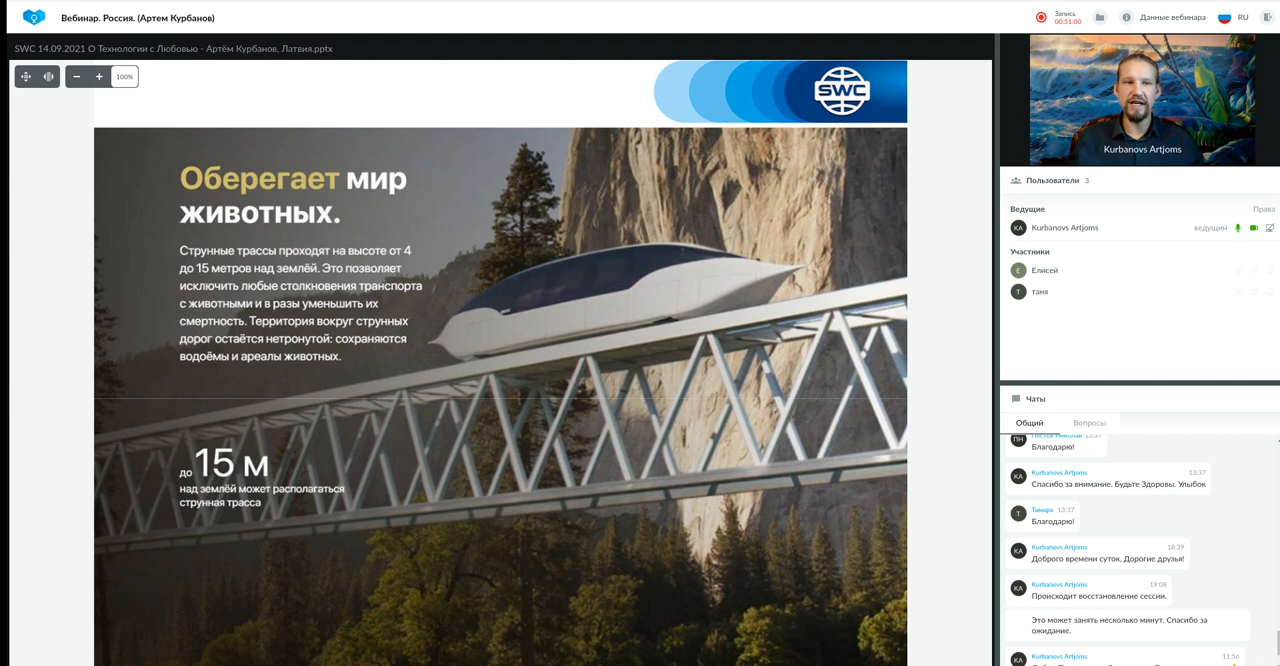 Вебинар. Россия. (Артем Курбанов)
Запись
00:51:00
Данные вебинара
RU
SWC 14.09.2021 О Технологии с Любовью - Артём Курбанов, Латвия.pptx
100%
SWC
Оберегает мир
животных.
Струнные трассы проходят на высоте от 4
до 15 метров над землёй. Это позволяет
исключить любые столкновения транспорта
с животными и в разы уменьшить их
смертность. Территория вокруг струнных
дорог остаётся нетронутой: сохраняются
водоёмы и ареалы животных.
до 15 м
над землёй может располагаться
струнная трасса
Kurbanovs Artjoms
Пользователи 3
Ведущие Права
KA Kurbanovs Artjoms ведущий
Участники
Е Елисей
Т таня
Чаты
Общий Вопросы
ПН Николай 13:37
Благодарю!
KA Kurbanovs Artjoms 13:37
Спасибо за внимание. Будьте Здоровы. Улыбок
Т Тамара 13:37
Благодарю!
KA Kurbanovs Artjoms 18:39
Доброго времени суток, Дорогие друзья!
KA Kurbanovs Artjoms 19:08
Происходит восстановление сессии.
Это может занять несколько минут. Спасибо за
ожидание.
KA Kurbanovs Artjoms 11:56